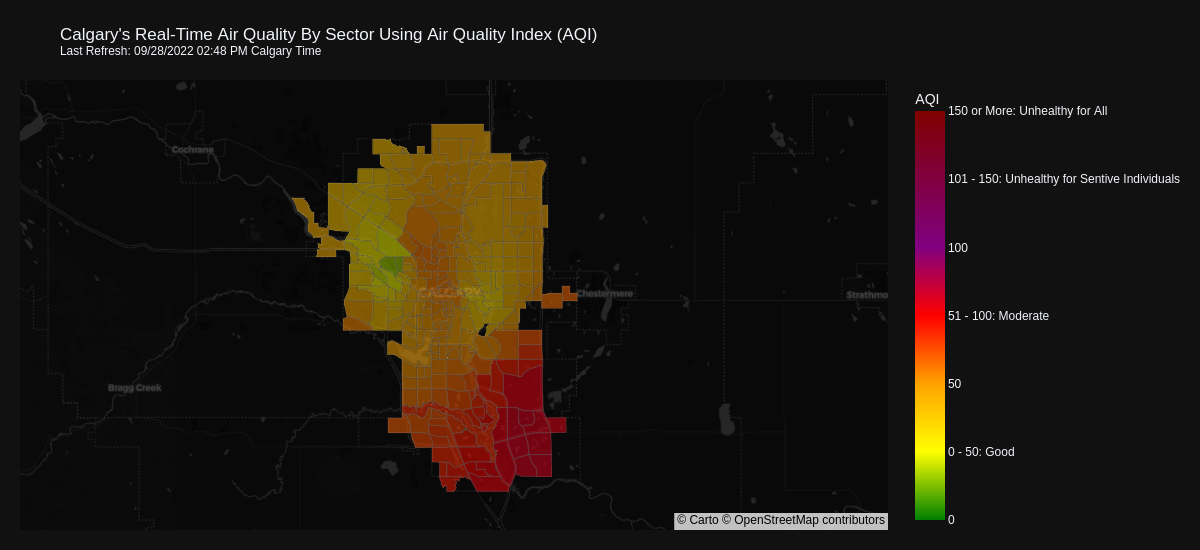 Calgary's Real-Time Air Quality By Sector Using Air Quality Index (AQI)
Last Refresh: 09/28/2022 02:48 PM Calgary Time
AQI
150 or More: Unhealthy for All
101 - 150: Unhealthy for Sentive Individuals
100
51 - 100: Moderate
50
0 - 50: Good
0
Cochrane
CALGARY
Chestermere
Strathmo
Bragg Creek
© Carto © OpenStreetMap contributors